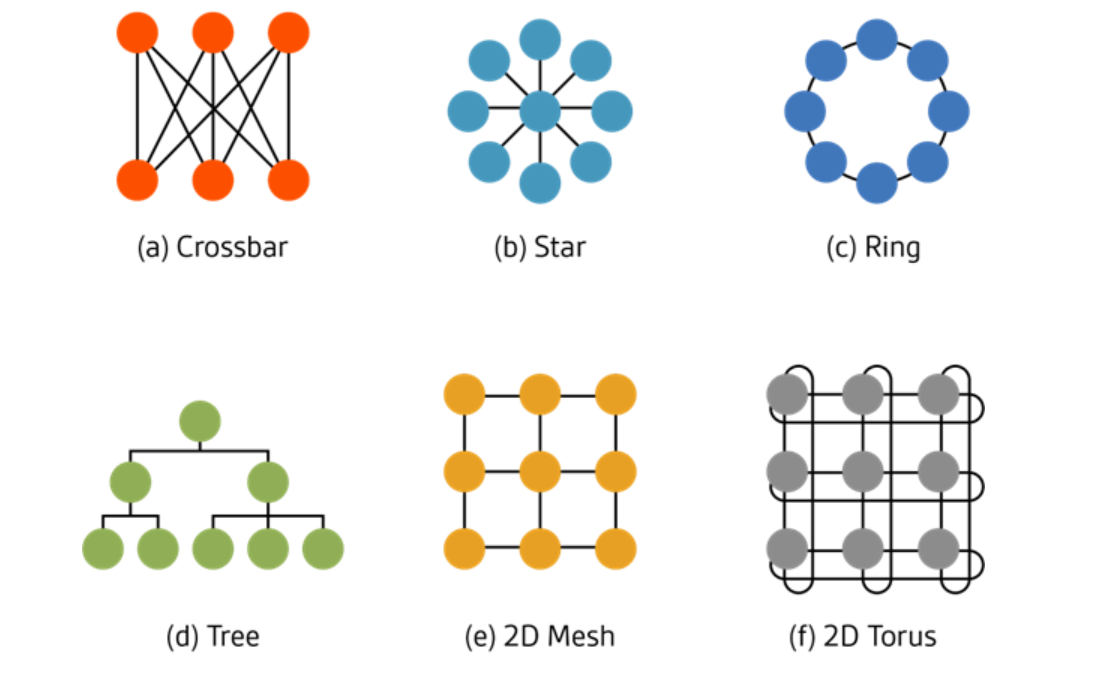 (a) Crossbar
(b) Star
(c) Ring
(d) Tree
(e) 2D Mesh
(f) 2D Torus